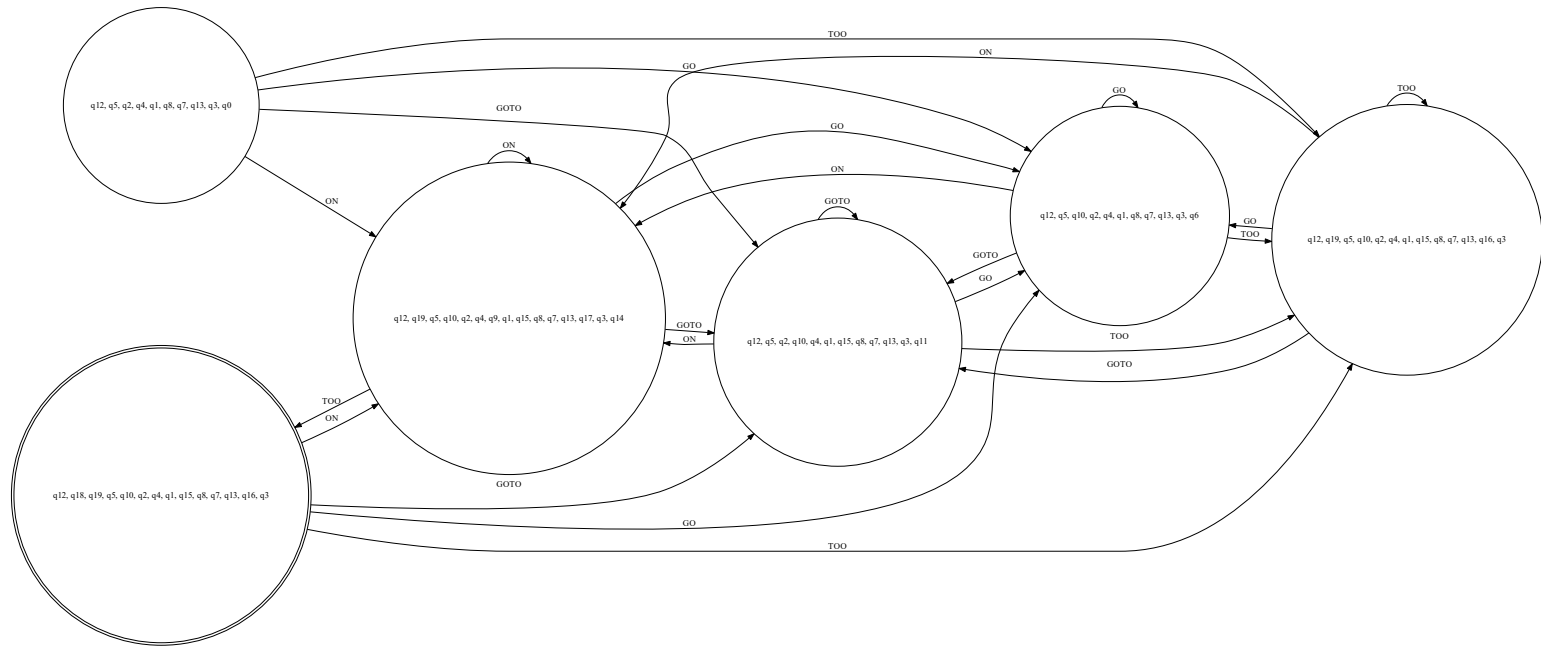 TOO
ON
GO
GO
TOO
q12, q5, q2, q4, q1, q8, q7, q13, q3, q0
GOTO
GO
ON
ON
GOTO
ON
q12, q5, q10, q2, q4, q1, q8, q7, q13, q3, q6
GO
TOO
q12, q19, q5, q10, q2, q4, q1, q15, q8, q7, q13, q16, q3
GOTO
GO
q12, q19, q5, q10, q2, q4, q9, q1, q15, q8, q7, q13, q17, q3, q14
GOTO
ON
q12, q5, q2, q10, q4, q1, q15, q8, q7, q13, q3, q11
TOO
GOTO
TOO
ON
GOTO
q12, q18, q19, q5, q10, q2, q4, q1, q15, q8, q7, q13, q16, q3
GO
TOO